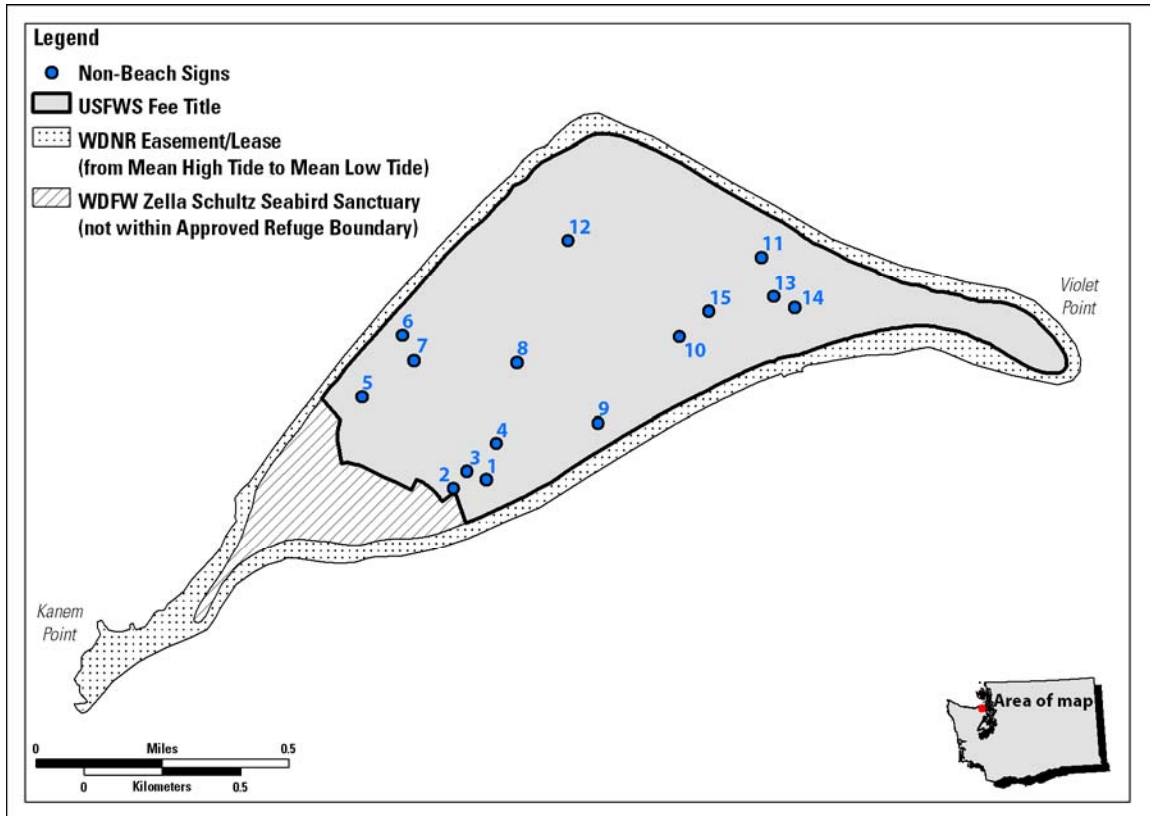 Legend
Non-Beach Signs
USFWS Fee Title
WDNR Easement/Lease
(from Mean High Tide to Mean Low Tide)
WDFW Zella Schultz Seabird Sanctuary
(not within Approved Refuge Boundary)
12
11
13
14
15
Violet
Point
6
7
8
10
5
9
4
3
1
2
Kanem
Point
Area of map
0 Miles 0.5
0 Kilometers 0.5